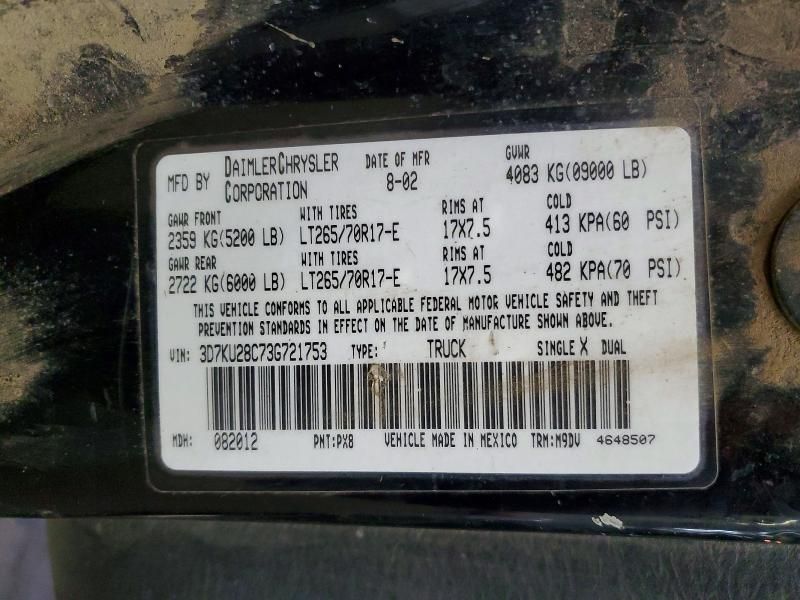 MFD BY DAIMLERCHRYSLER CORPORATION DATE OF MFR 8-02 GVWR 4083 KG(09000 LB)
GAWR FRONT WITH TIRES RIMS AT COLD
2359 KG(5200 LB) LT265/70R17-E 17X7.5 413 KPA(60 PSI)
GAWR REAR WITH TIRES RIMS AT COLD
2722 KG(6000 LB) LT265/70R17-E 17X7.5 482 KPA(70 PSI)
THIS VEHICLE CONFORMS TO ALL APPLICABLE FEDERAL MOTOR VEHICLE SAFETY AND THEFT
PREVENTION STANDARDS IN EFFECT ON THE DATE OF MANUFACTURE SHOWN ABOVE.
VIN: 3D7KU28C73G721753 TYPE: TRUCK SINGLE X DUAL
MDH: 082012 PNT:PX8 VEHICLE MADE IN MEXICO TRM:M9DV 4648507